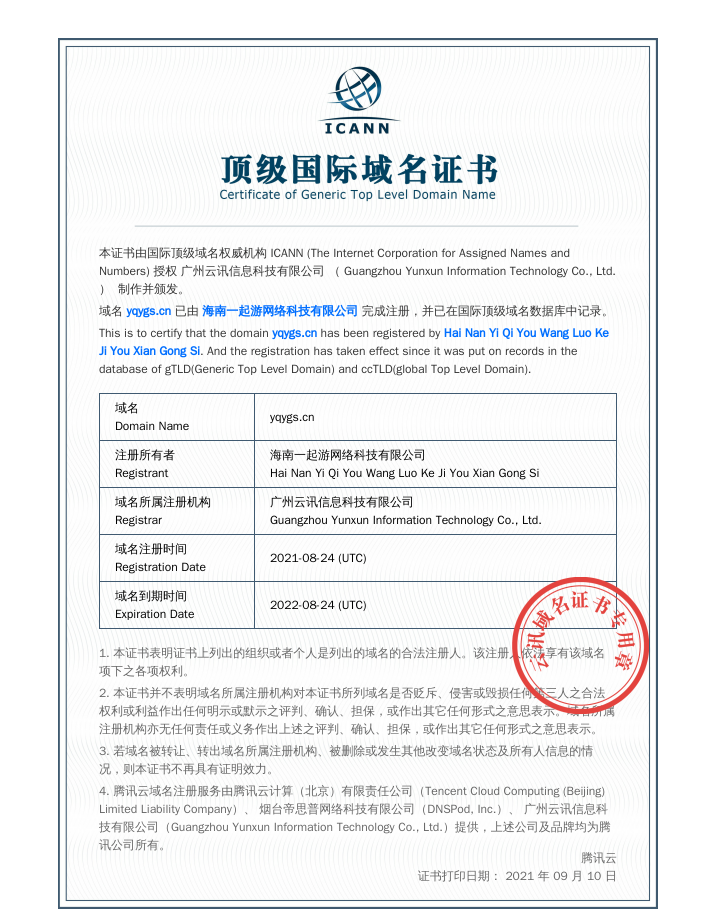 ICANN
顶级国际域名证书
Certificate of Generic Top Level Domain Name
本证书由国际顶级域名权威机构 ICANN (The Internet Corporation for Assigned Names and
Numbers) 授权 广州云讯信息科技有限公司 （ Guangzhou Yunxun Information Technology Co., Ltd.
） 制作并颁发。
域名 yqygs.cn 已由 海南一起游网络科技有限公司 完成注册，并已在国际顶级域名数据库中记录。
This is to certify that the domain yqygs.cn has been registered by Hai Nan Yi Qi You Wang Luo Ke
Ji You Xian Gong Si. And the registration has taken effect since it was put on records in the
database of gTLD(Generic Top Level Domain) and ccTLD(global Top Level Domain).
域名
Domain Name
yqygs.cn
注册所有者
Registrant
海南一起游网络科技有限公司
Hai Nan Yi Qi You Wang Luo Ke Ji You Xian Gong Si
域名所属注册机构
Registrar
广州云讯信息科技有限公司
Guangzhou Yunxun Information Technology Co., Ltd.
域名注册时间
Registration Date
2021-08-24 (UTC)
域名到期时间
Expiration Date
2022-08-24 (UTC)
云讯域名证书专用章
1. 本证书表明证书上列出的组织或者个人是列出的域名的合法注册人。该注册人依法享有该域名
项下之各项权利。
2. 本证书并不表明域名所属注册机构对本证书所列域名是否贬斥、侵害或毁损任何第三人之合法
权利或利益作出任何明示或默示之评判、确认、担保，或作出其它任何形式之意思表示。域名所属
注册机构亦无任何责任或义务作出上述之评判、确认、担保，或作出其它任何形式之意思表示。
3. 若域名被转让、转出域名所属注册机构、被删除或发生其他改变域名状态及所有人信息的情
况，则本证书不再具有证明效力。
4. 腾讯云域名注册服务由腾讯云计算（北京）有限责任公司（Tencent Cloud Computing (Beijing)
Limited Liability Company）、 烟台帝思普网络科技有限公司（DNSPod, Inc.）、 广州云讯信息科
技有限公司（Guangzhou Yunxun Information Technology Co., Ltd.）提供，上述公司及品牌均为腾
讯公司所有。
腾讯云
证书打印日期： 2021 年 09 月 10 日